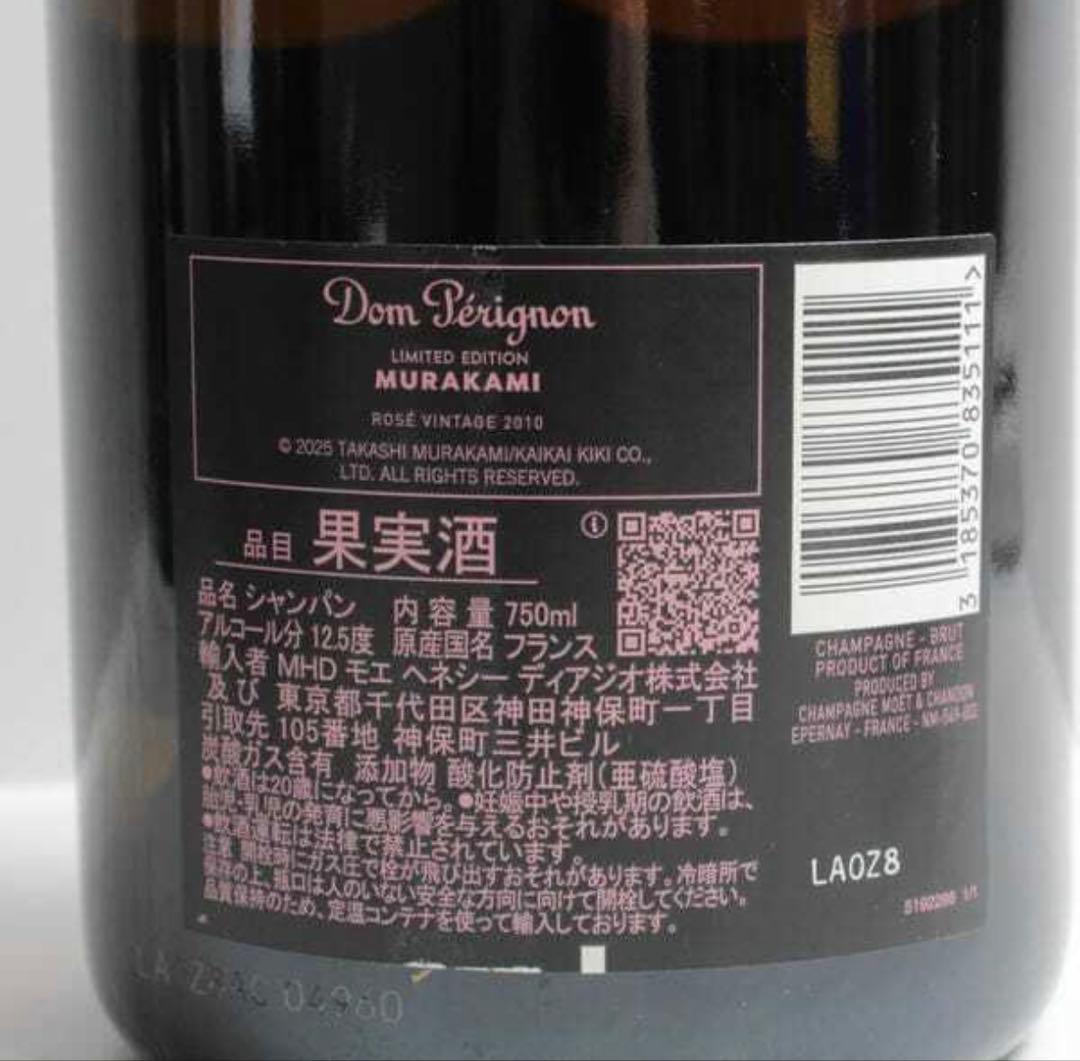 Dom Pérignon
LIMITED EDITION
MURAKAMI
ROSÉ VINTAGE 2010
© 2025 TAKASHI MURAKAMI/KAIKAI KIKI CO.,
LTD. ALL RIGHTS RESERVED.
品目 果実酒
品名 シャンパン 内容量 750ml
アルコール分 12.5度 原産国名 フランス
輸入者 MHD モエ ヘネシー ディアジオ株式会社
及び 東京都千代田区神田神保町一丁目
引取先 105番地 神保町三井ビル
炭酸ガス含有 添加物 酸化防止剤(亜硫酸塩)
●飲酒は20歳になってから。●妊娠中や授乳期の飲酒は、
胎児・乳児の発育に悪影響を与えるおそれがあります。
●飲酒運転は法律で禁止されています。
注意 開栓時にガス圧で栓が飛び出すおそれがあります。冷暗所で
保存の上、瓶口は人のいない安全な方向に向けて開栓してください。
品質保持のため、定温コンテナを使って輸入しております。
3 185370 835111 >
CHAMPAGNE - BRUT
PRODUCT OF FRANCE
PRODUCED BY
CHAMPAGNE MOËT & CHANDON
EPERNAY - FRANCE - NM-549-002
LAOZ8
1/1
04960